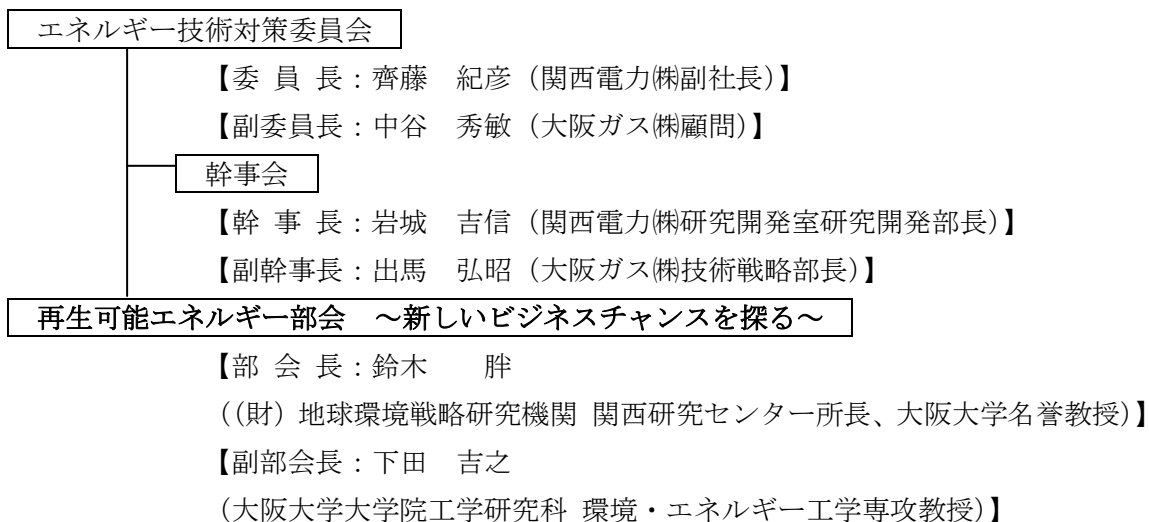 エネルギー技術対策委員会
【委 員 長:齊藤　紀彦（関西電力㈱副社長）】
【副委員長:中谷　秀敏（大阪ガス㈱顧問）】
幹事会
【幹 事 長:岩城　吉信（関西電力㈱研究開発室研究開発部長）】
【副幹事長:出馬　弘昭（大阪ガス㈱技術戦略部長）】
再生可能エネルギー部会　～新しいビジネスチャンスを探る～
【部 会 長:鈴木　　胖
（(財）地球環境戦略研究機関 関西研究センター所長、大阪大学名誉教授）】
【副部会長:下田　吉之
（大阪大学大学院工学研究科 環境・エネルギー工学専攻教授）】